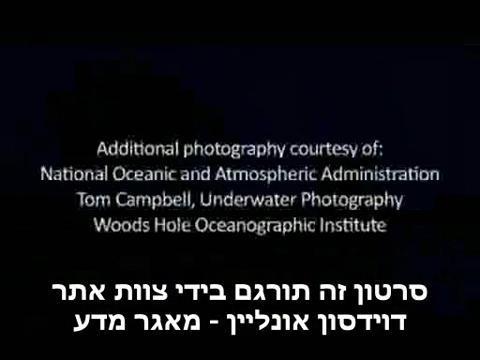 Additional photography courtesy of:
National Oceanic and Atmospheric Administration
Tom Campbell, Underwater Photography
Woods Hole Oceanographic Institute
סרטון זה תורגם בידי צוות אתר
דוידסון אונליין - מאגר מדע